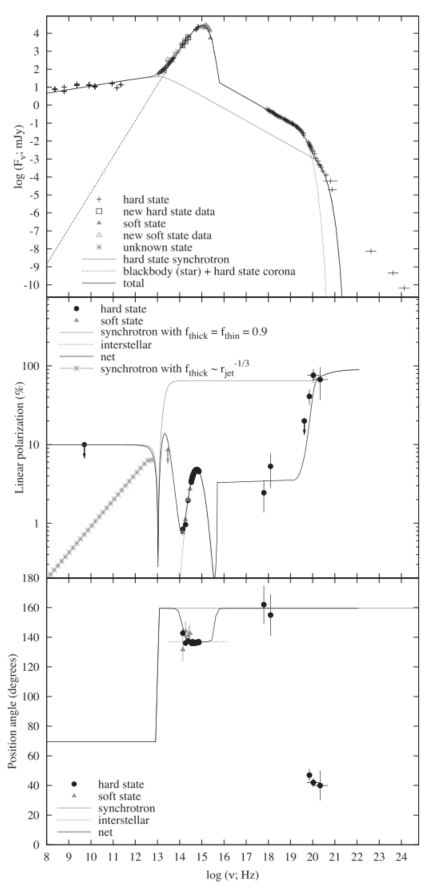 4
3
2
1
0
-1
-2
-3
-4
-5
-6
-7
-8
-9
-10
log (Fν; mJy)
hard state
new hard state data
soft state
new soft state data
unknown state
hard state synchrotron
blackbody (star) + hard state corona
total
hard state
soft state
synchrotron with f_thick = f_thin = 0.9
interstellar
net
synchrotron with f_thick ~ r_jet^-1/3
100
10
1
Linear polarization (%)
180
160
140
120
100
80
60
40
20
0
Position angle (degrees)
hard state
soft state
synchrotron
interstellar
net
8 9 10 11 12 13 14 15 16 17 18 19 20 21 22 23 24
log (ν; Hz)